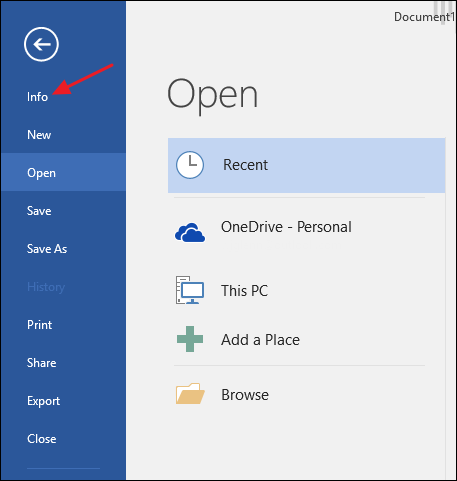 Document1
Info
New
Open
Save
Save As
History
Print
Share
Export
Close
Open
Recent
OneDrive - Personal
This PC
Add a Place
Browse